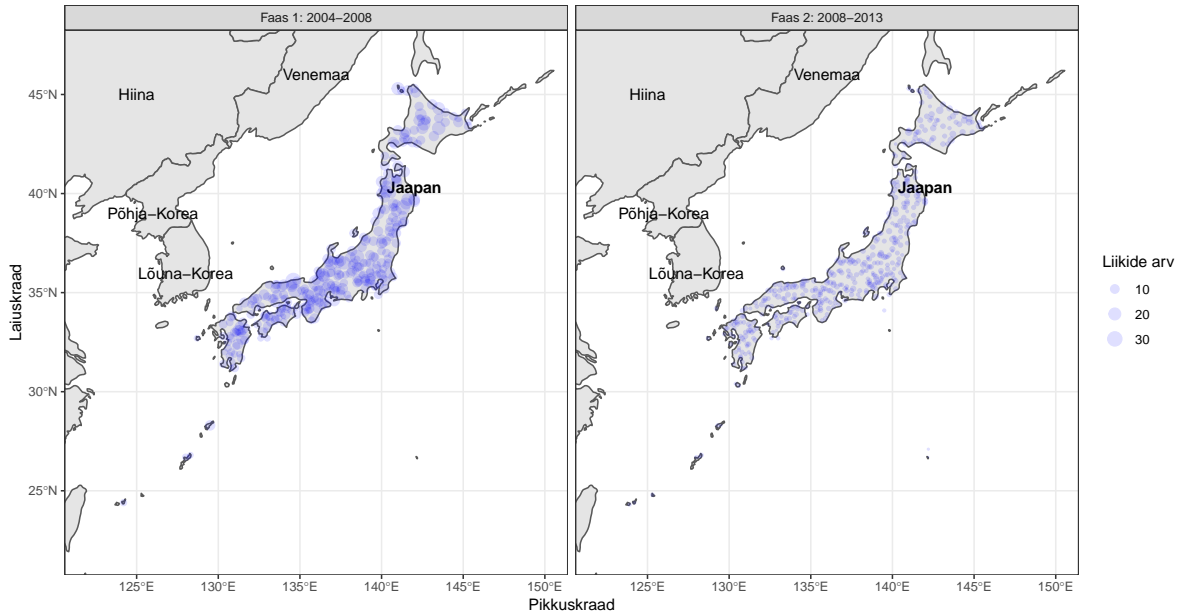 Faas 1: 2004−2008
Faas 2: 2008−2013
Venemaa
Hiina
Jaapan
Põhja−Korea
Lõuna−Korea
Venemaa
Hiina
Jaapan
Põhja−Korea
Lõuna−Korea
45°N
40°N
35°N
30°N
25°N
Laiuskraad
125°E 130°E 135°E 140°E 145°E 150°E
125°E 130°E 135°E 140°E 145°E 150°E
Pikkuskraad
Liikide arv
10
20
30